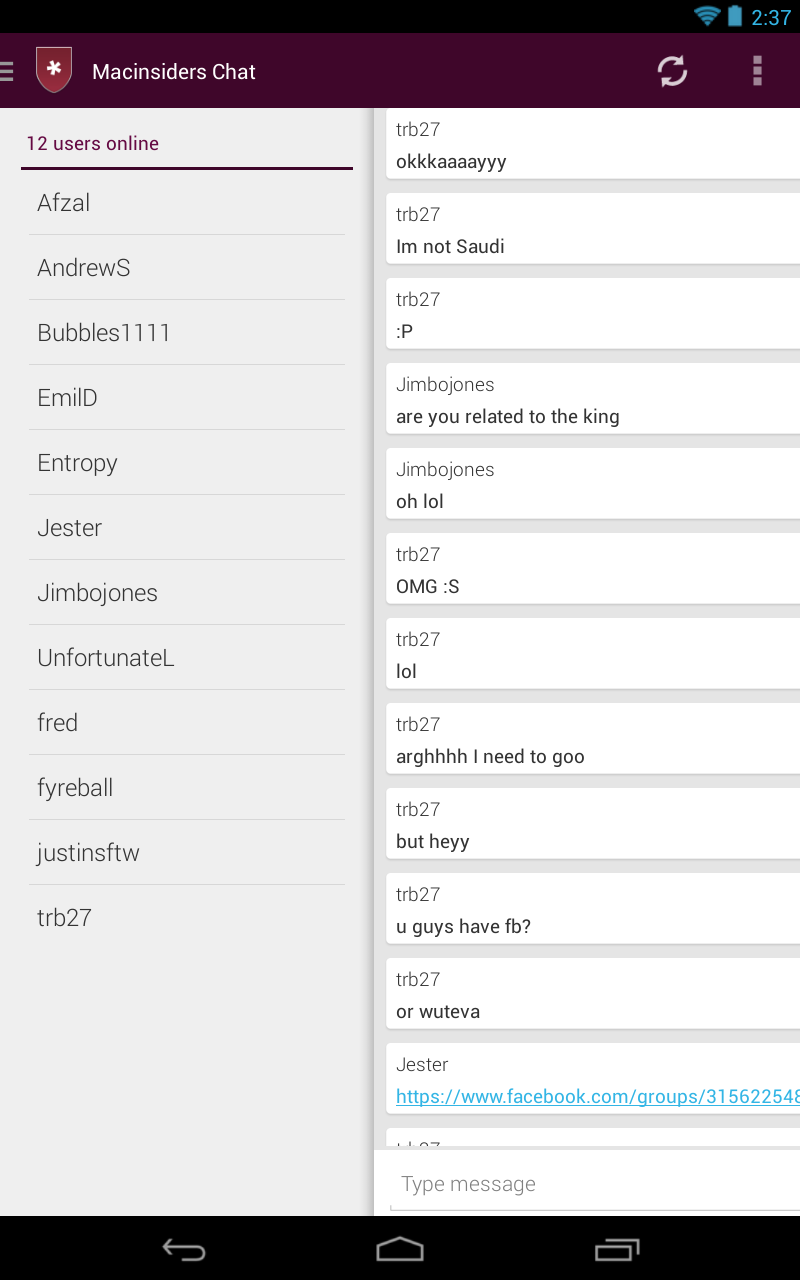 2:37
Macinsiders Chat
12 users online
Afzal
AndrewS
Bubbles1111
EmilD
Entropy
Jester
Jimbojones
UnfortunateL
fred
fyreball
justinsftw
trb27
trb27
okkkaaaayyy
trb27
Im not Saudi
trb27
:P
Jimbojones
are you related to the king
Jimbojones
oh lol
trb27
OMG :S
trb27
lol
trb27
arghhhh I need to goo
trb27
but heyy
trb27
u guys have fb?
trb27
or wuteva
Jester
https://www.facebook.com/groups/315622548
trb27
Type message